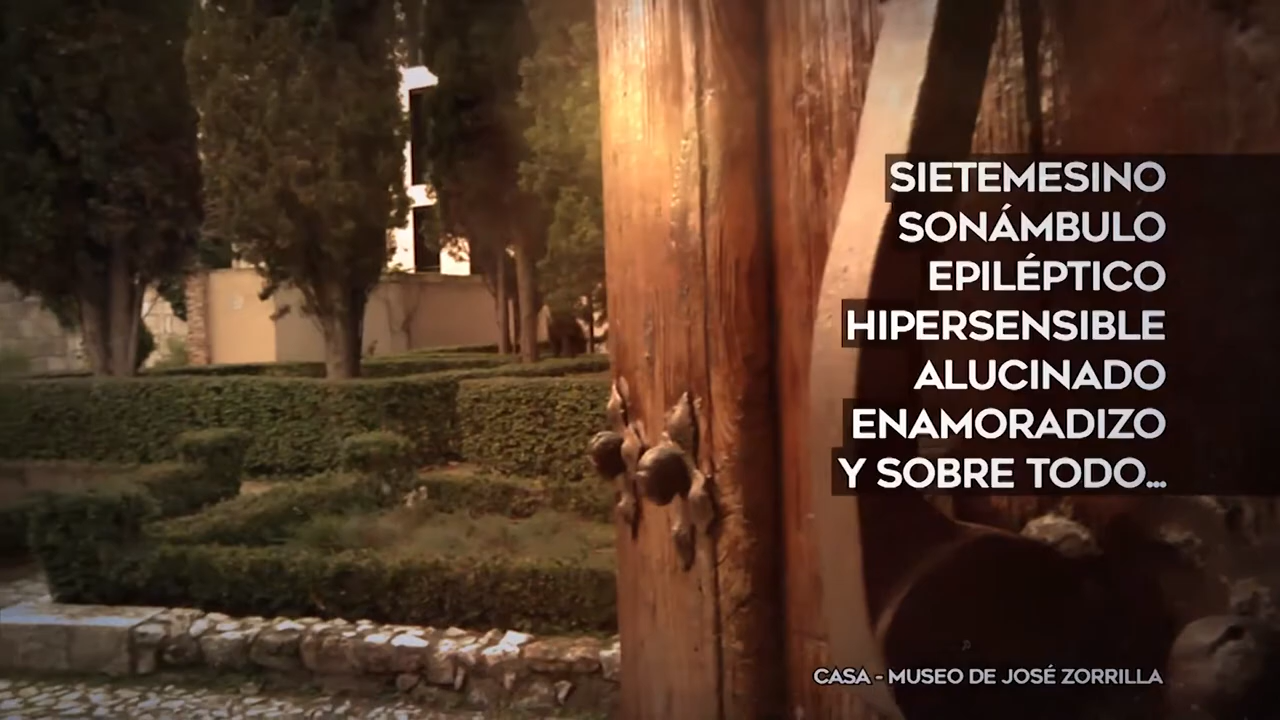 SIETEMESINO
SONÁMBULO
EPILÉPTICO
HIPERSENSIBLE
ALUCINADO
ENAMORADIZO
Y SOBRE TODO...
CASA - MUSEO DE JOSÉ ZORRILLA